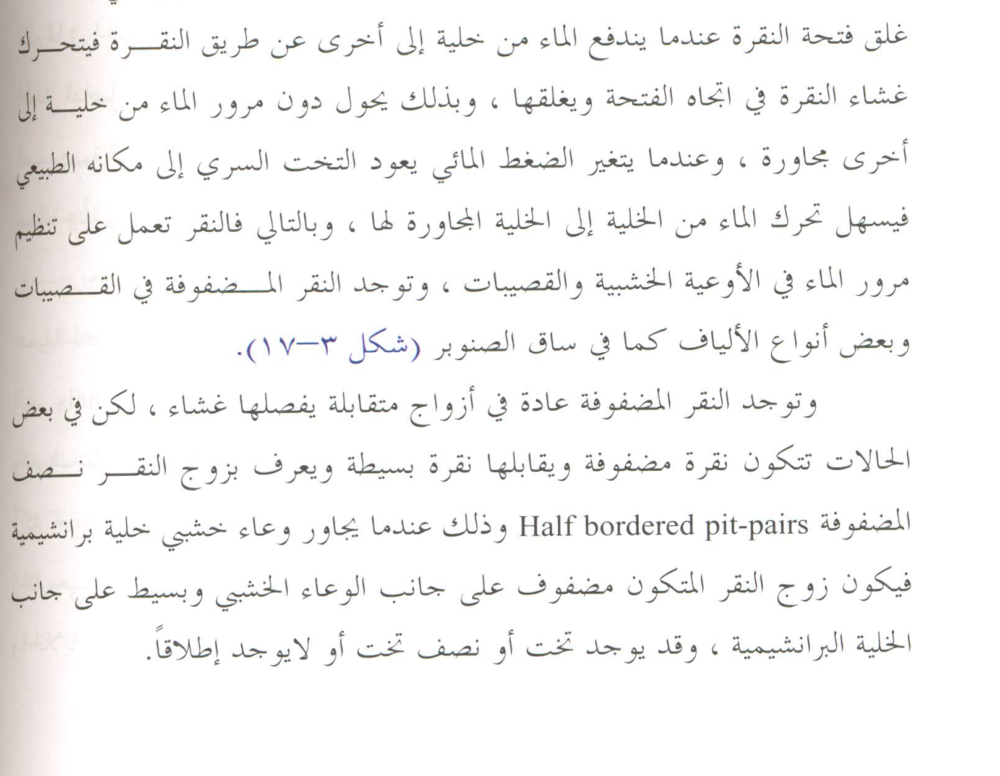 غلق فتحة النقرة عندما يندفع الماء من خلية إلى أخرى عن طريق النقرة فيتحرك
غشاء النقرة في اتجاه الفتحة ويغلقها ، وبذلك يحول دون مرور الماء من خلية إلى
أخرى مجاورة ، وعندما يتغير الضغط المائي يعود التخت السري إلى مكانه الطبيعي
فيسهل تحرك الماء من الخلية إلى الخلية المجاورة لها ، وبالتالي فالنقر تعمل على تنظيم
مرور الماء في الأوعية الخشبية والقصيبات ، وتوجد النقر المضفوفة في القصيبات
وبعض أنواع الألياف كما في ساق الصنوبر (شكل ٣–١٧).
وتوجد النقر المضفوفة عادة في أزواج متقابلة يفصلها غشاء ، لكن في بعض
الحالات تتكون نقرة مضفوفة ويقابلها نقرة بسيطة ويعرف بزوج النقر نصف
المضفوفة Half bordered pit-pairs وذلك عندما يجاور وعاء خشبي خلية برانشيمية
فيكون زوج النقر المتكون مضفوف على جانب الوعاء الخشبي وبسيط على جانب
الخلية البرانشيمية ، وقد يوجد تخت أو نصف تخت أو لايوجد إطلاقاً.